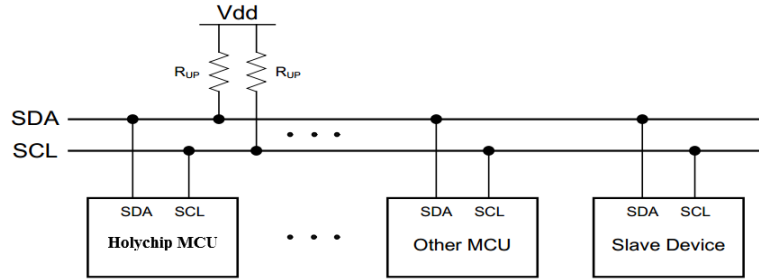 Vdd
RUP RUP
SDA
SCL
SDA SCL SDA SCL SDA SCL
Holychip MCU Other MCU Slave Device